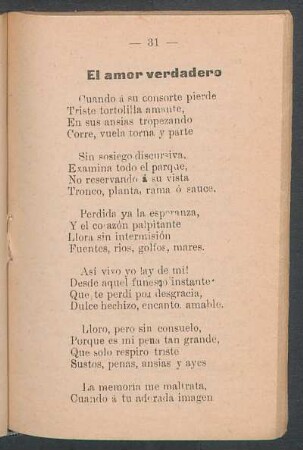 — 31 —
El amor verdadero
Cuando á su consorte pierde
Triste tortolilla amante,
En sus ansias tropezando
Corre, vuela torna y parte
Sin sosiego discursiva,
Examina todo el parque,
No reservando á su vista
Tronco, planta, rama ó sauce.
Perdida ya la esperanza,
Y el corazón palpitante
Llora sin intermisión
Fuentes, rios, golfos, mares.
Así vivo yo ¡ay de mí!
Desde aquel funesto instante
Que te perdí por desgracia,
Dulce hechizo, encanto, amable.
Lloro, pero sin consuelo,
Porque es mi pena tan grande,
Que solo respiro triste
Sustos, penas, ansias y ayes
La memoria me maltrata,
Cuando á tu adorada imagen